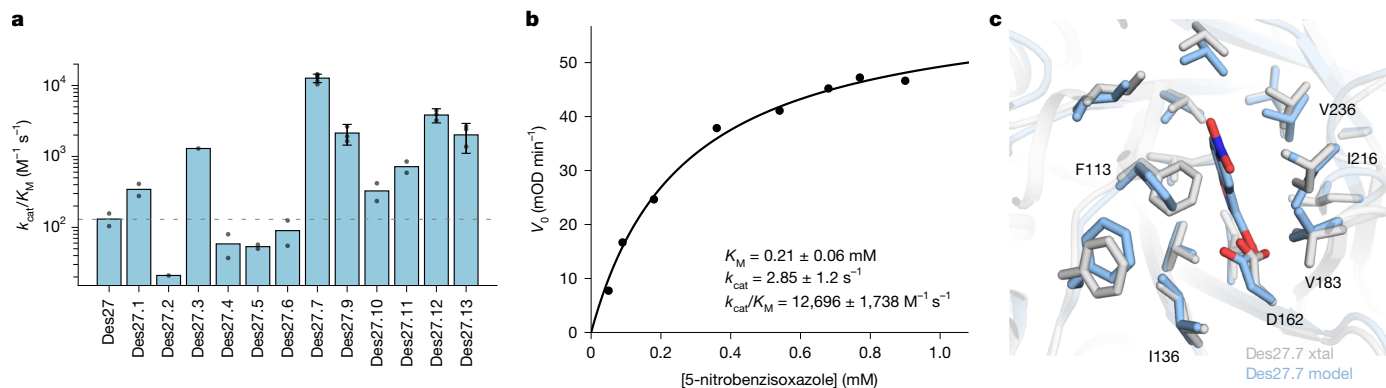 a
k_cat/K_M (M⁻¹ s⁻¹)
10⁴
10³
10²
Des27
Des27.1
Des27.2
Des27.3
Des27.4
Des27.5
Des27.6
Des27.7
Des27.9
Des27.10
Des27.11
Des27.12
Des27.13
b
V₀ (mOD min⁻¹)
50
40
30
20
10
0
K_M = 0.21 ± 0.06 mM
k_cat = 2.85 ± 1.2 s⁻¹
k_cat/K_M = 12,696 ± 1,738 M⁻¹ s⁻¹
0 0.2 0.4 0.6 0.8 1.0
[5-nitrobenzisoxazole] (mM)
c
V236
I216
F113
V183
D162
I136
Des27.7 xtal
Des27.7 model